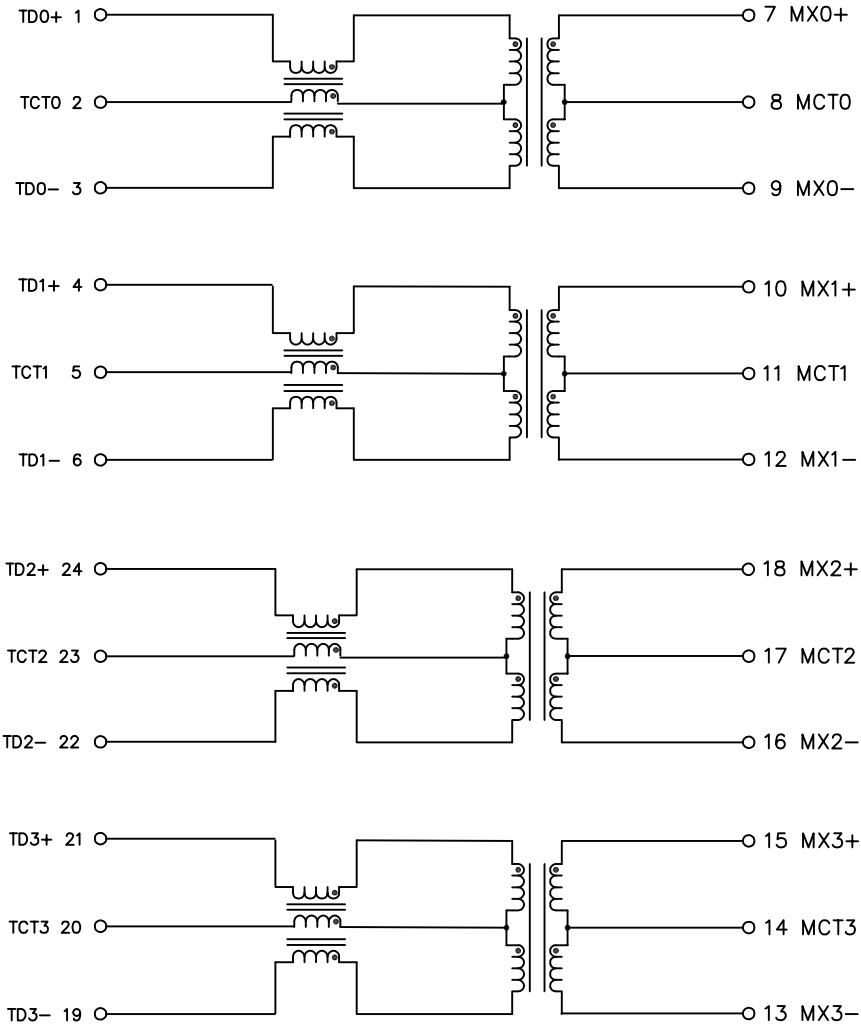 TD0+ 1 7 MX0+
TCT0 2 8 MCT0
TD0- 3 9 MX0-
TD1+ 4 10 MX1+
TCT1 5 11 MCT1
TD1- 6 12 MX1-
TD2+ 24 18 MX2+
TCT2 23 17 MCT2
TD2- 22 16 MX2-
TD3+ 21 15 MX3+
TCT3 20 14 MCT3
TD3- 19 13 MX3-